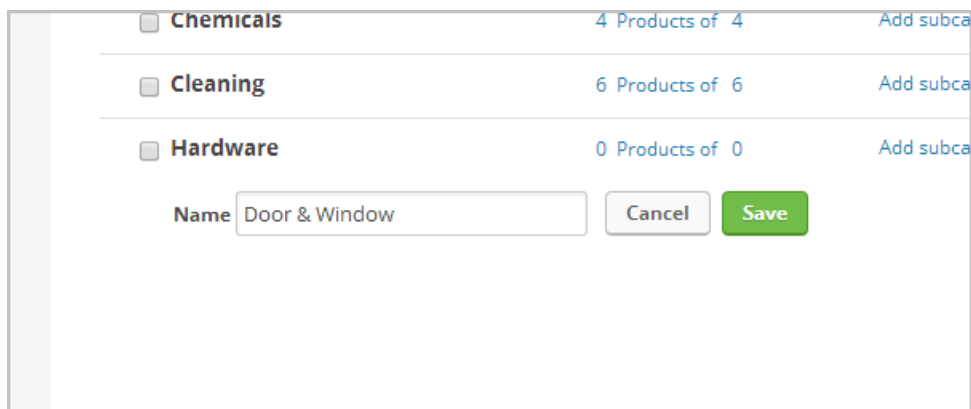 Chemicals 4 Products of 4 Add subca
Cleaning 6 Products of 6 Add subca
Hardware 0 Products of 0 Add subca
Name Door & Window Cancel Save